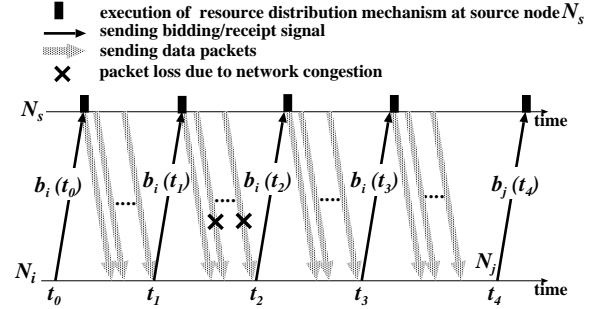 execution of resource distribution mechanism at source node N_s
sending bidding/receipt signal
sending data packets
packet loss due to network congestion
N_s
time
b_i (t_0)
b_i (t_1)
b_i (t_2)
b_i (t_3)
b_j (t_4)
.... .... .... ....
N_i
N_j
time
t_0 t_1 t_2 t_3 t_4